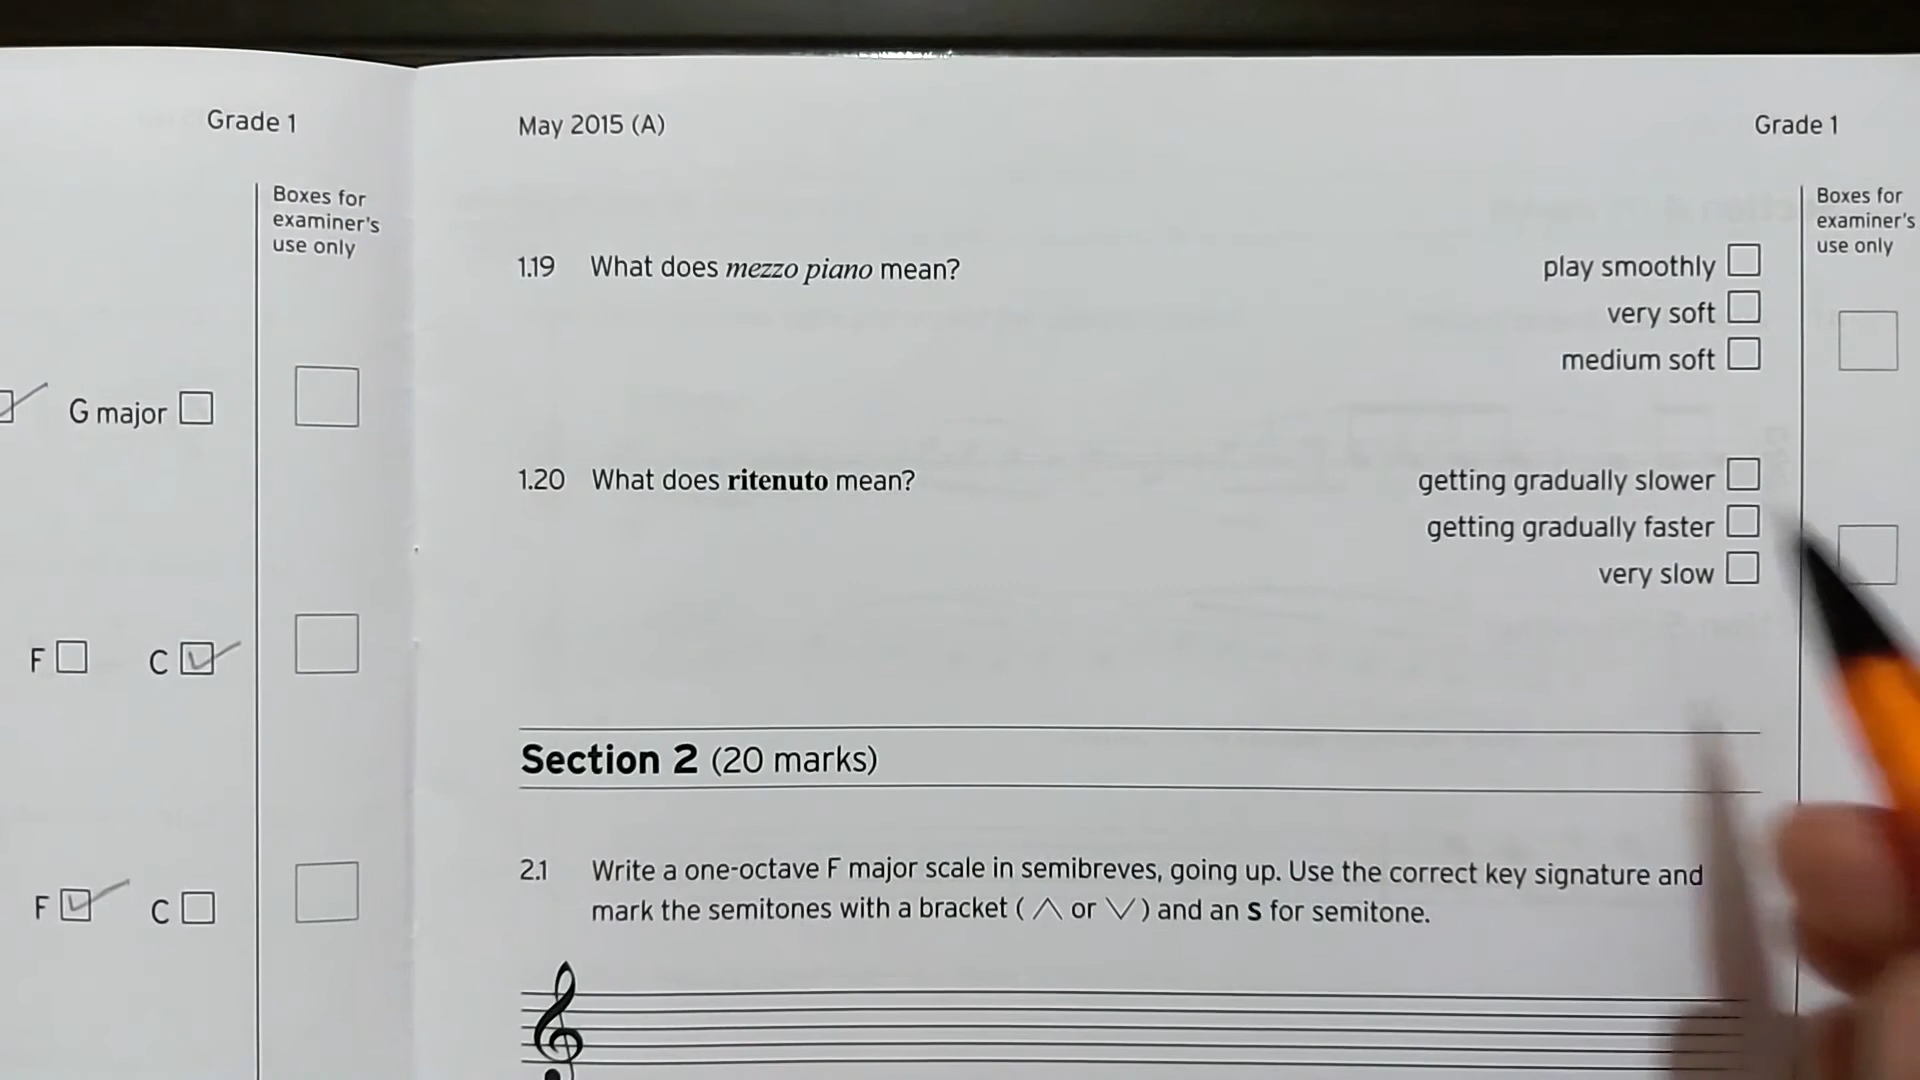 Grade 1
Boxes for
examiner's
use only
G major
F C
F C
May 2015 (A)
Grade 1
Boxes for
examiner's
use only
1.19 What does mezzo piano mean?
play smoothly
very soft
medium soft
1.20 What does ritenuto mean?
getting gradually slower
getting gradually faster
very slow
Section 2 (20 marks)
2.1 Write a one-octave F major scale in semibreves, going up. Use the correct key signature and
mark the semitones with a bracket ( ∧ or ∨ ) and an S for semitone.